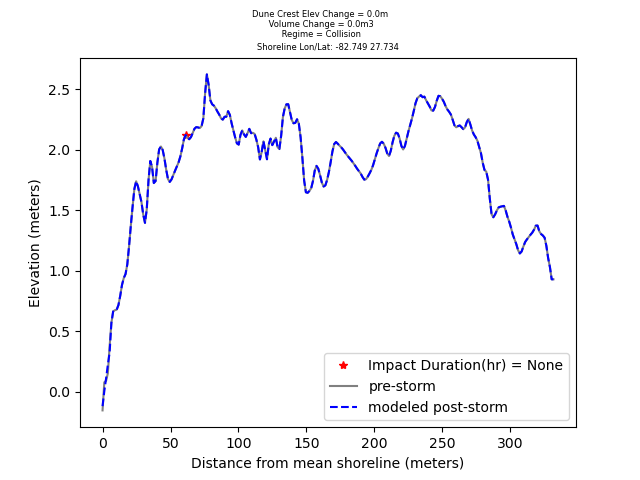 Dune Crest Elev Change = 0.0m
Volume Change = 0.0m3
Regime = Collision
Shoreline Lon/Lat: -82.749 27.734
2.5
2.0
1.5
1.0
0.5
0.0
Elevation (meters)
Impact Duration(hr) = None
pre-storm
modeled post-storm
0 50 100 150 200 250 300
Distance from mean shoreline (meters)